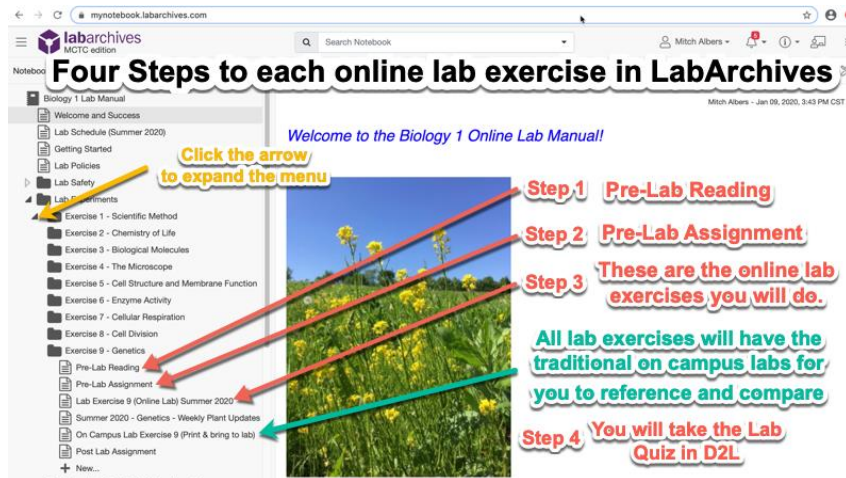 mynotebook.labarchives.com
labarchives
MCTC edition
Search Notebook
Mitch Albers
Four Steps to each online lab exercise in LabArchives
Mitch Albers - Jan 09, 2020, 3:43 PM CST
Biology 1 Lab Manual
Welcome and Success
Lab Schedule (Summer 2020)
Getting Started
Lab Policies
Lab Safety
Exercise 1 - Scientific Method
Exercise 2 - Chemistry of Life
Exercise 3 - Biological Molecules
Exercise 4 - The Microscope
Exercise 5 - Cell Structure and Membrane Function
Exercise 6 - Enzyme Activity
Exercise 7 - Cellular Respiration
Exercise 8 - Cell Division
Exercise 9 - Genetics
Pre-Lab Reading
Pre-Lab Assignment
Lab Exercise 9 (Online Lab) Summer 2020
Summer 2020 - Genetics - Weekly Plant Updates
On Campus Lab Exercise 9 (Print & bring to lab)
Post Lab Assignment
New...
Click the arrow
to expand the menu
Welcome to the Biology 1 Online Lab Manual!
Step 1 Pre-Lab Reading
Step 2 Pre-Lab Assignment
Step 3 These are the online lab
exercises you will do.
All lab exercises will have the
traditional on campus labs for
you to reference and compare
Step 4 You will take the Lab
Quiz in D2L